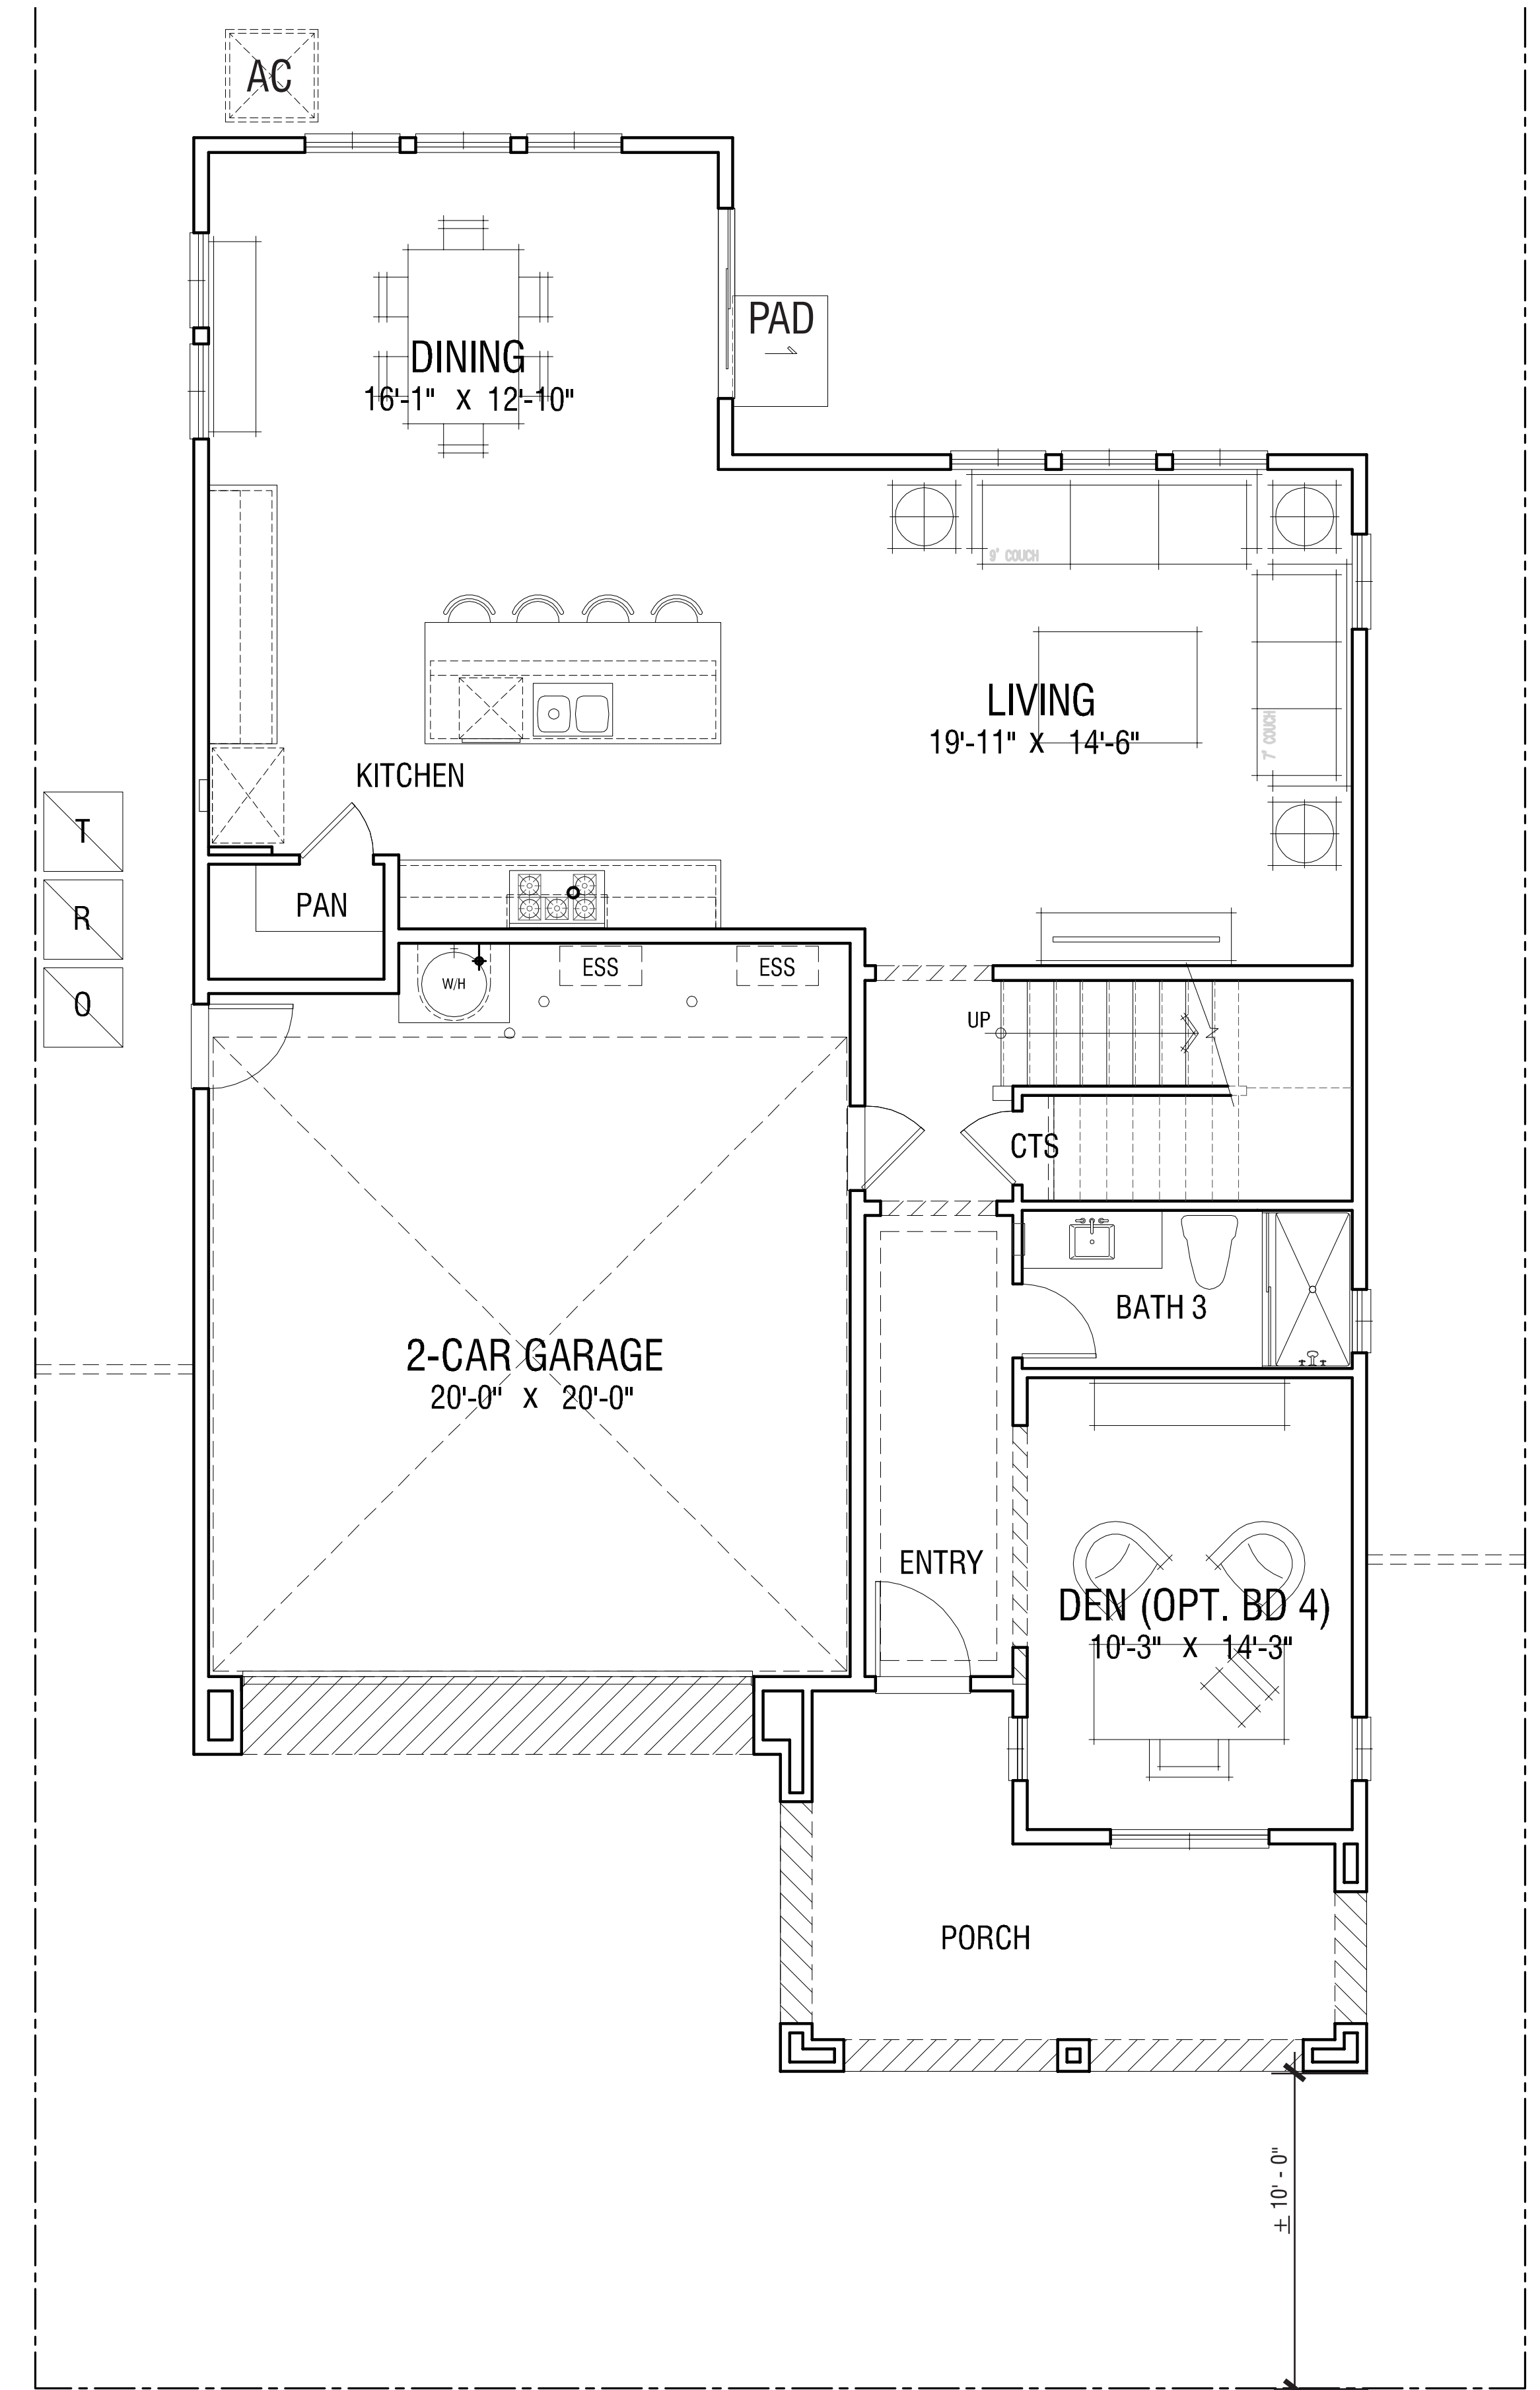 AC
PAD
DINING
16'-1" X 12'-10"
9' COUCH
LIVING
19'-11" X 14'-6"
7' COUCH
KITCHEN
T
R
O
PAN
W/H
ESS
ESS
UP
CTS
BATH 3
2-CAR GARAGE
20'-0" X 20'-0"
ENTRY
DEN (OPT. BD 4)
10'-3" X 14'-3"
PORCH
± 10' - 0"